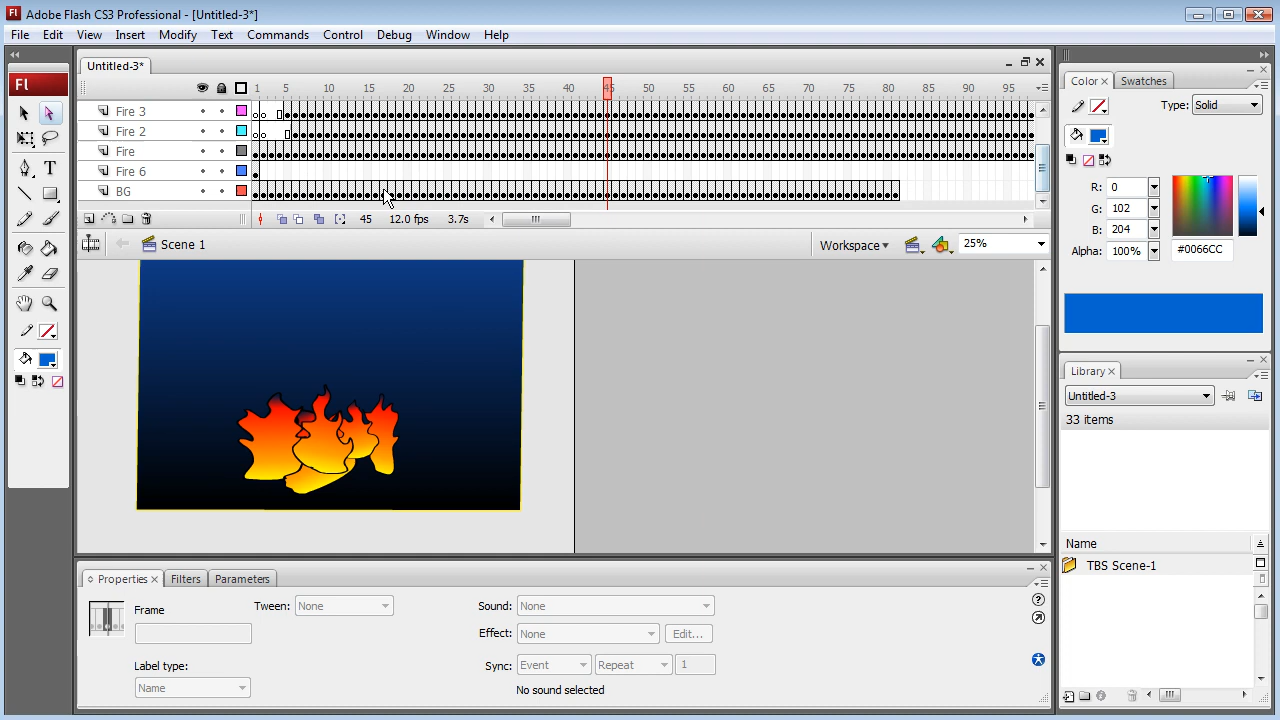 Fl Adobe Flash CS3 Professional - [Untitled-3*]
File Edit View Insert Modify Text Commands Control Debug Window Help
Untitled-3*
1 5 10 15 20 25 30 35 40 45 50 55 60 65 70 75 80 85 90 95
Fire 3
Fire 2
Fire
Fire 6
BG
45 12.0 fps 3.7s
Scene 1 Workspace 25%
Fl
T
Color Swatches
Type: Solid
R: 0
G: 102
B: 204
Alpha: 100% #0066CC
Library
Untitled-3
33 items
Name
TBS Scene-1
Properties Filters Parameters
Frame Tween: None Sound: None
Effect: None Edit...
Label type: Sync: Event Repeat 1
Name No sound selected